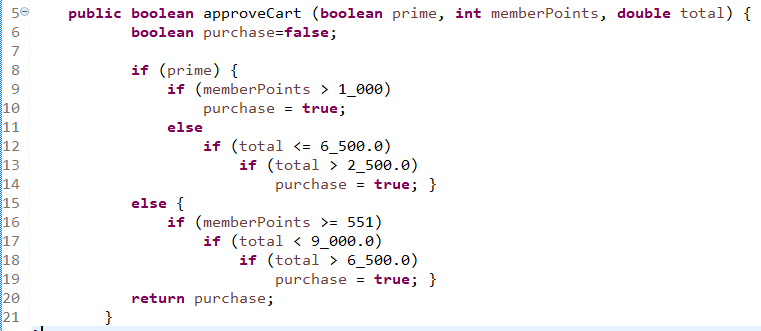 5 public boolean approveCart (boolean prime, int memberPoints, double total) {
6 boolean purchase=false;
7
8 if (prime) {
9 if (memberPoints > 1_000)
10 purchase = true;
11 else
12 if (total <= 6_500.0)
13 if (total > 2_500.0)
14 purchase = true; }
15 else {
16 if (memberPoints >= 551)
17 if (total < 9_000.0)
18 if (total > 6_500.0)
19 purchase = true; }
20 return purchase;
21 }